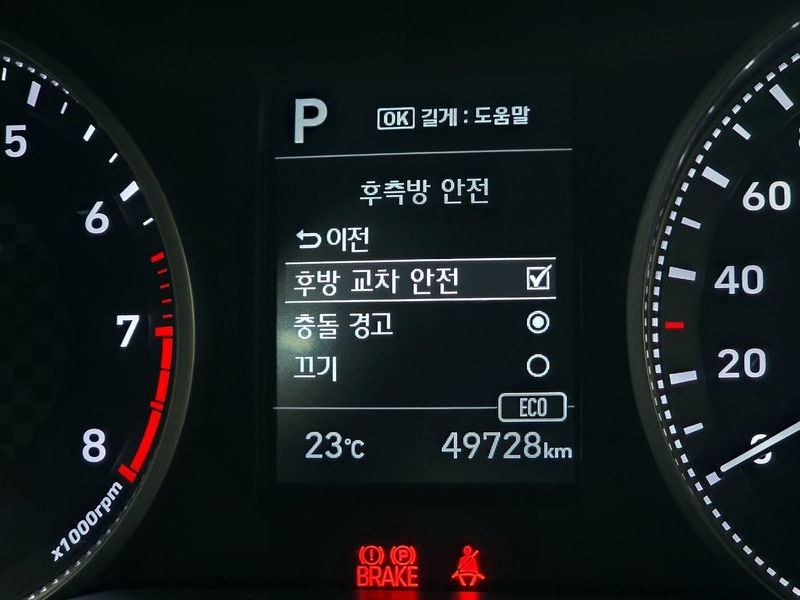 P
OK 길게 : 도움말
후측방 안전
이전
후방 교차 안전
충돌 경고
끄기
ECO
23℃ 49728km
5
6
7
8
x1000rpm
60
40
20
0
P
BRAKE